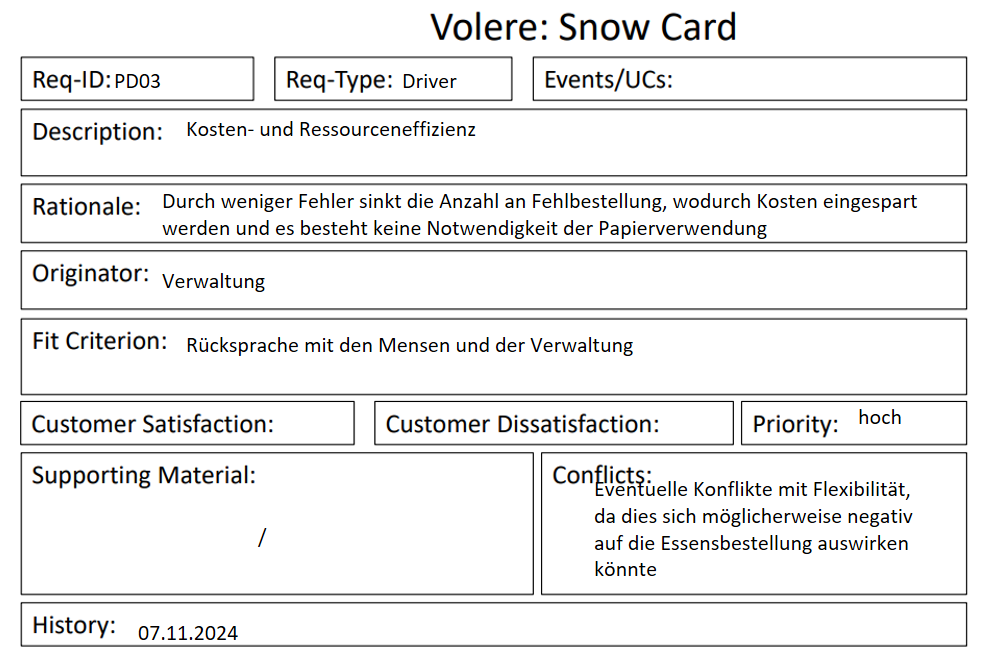 Volere: Snow Card
Req-ID: PD03 Req-Type: Driver Events/UCs:
Description: Kosten- und Ressourceneffizienz
Rationale: Durch weniger Fehler sinkt die Anzahl an Fehlbestellung, wodurch Kosten eingespart
werden und es besteht keine Notwendigkeit der Papierverwendung
Originator: Verwaltung
Fit Criterion: Rücksprache mit den Mensen und der Verwaltung
Customer Satisfaction: Customer Dissatisfaction: Priority: hoch
Supporting Material:
/
Conflicts:
Eventuelle Konflikte mit Flexibilität,
da dies sich möglicherweise negativ
auf die Essensbestellung auswirken
könnte
History: 07.11.2024